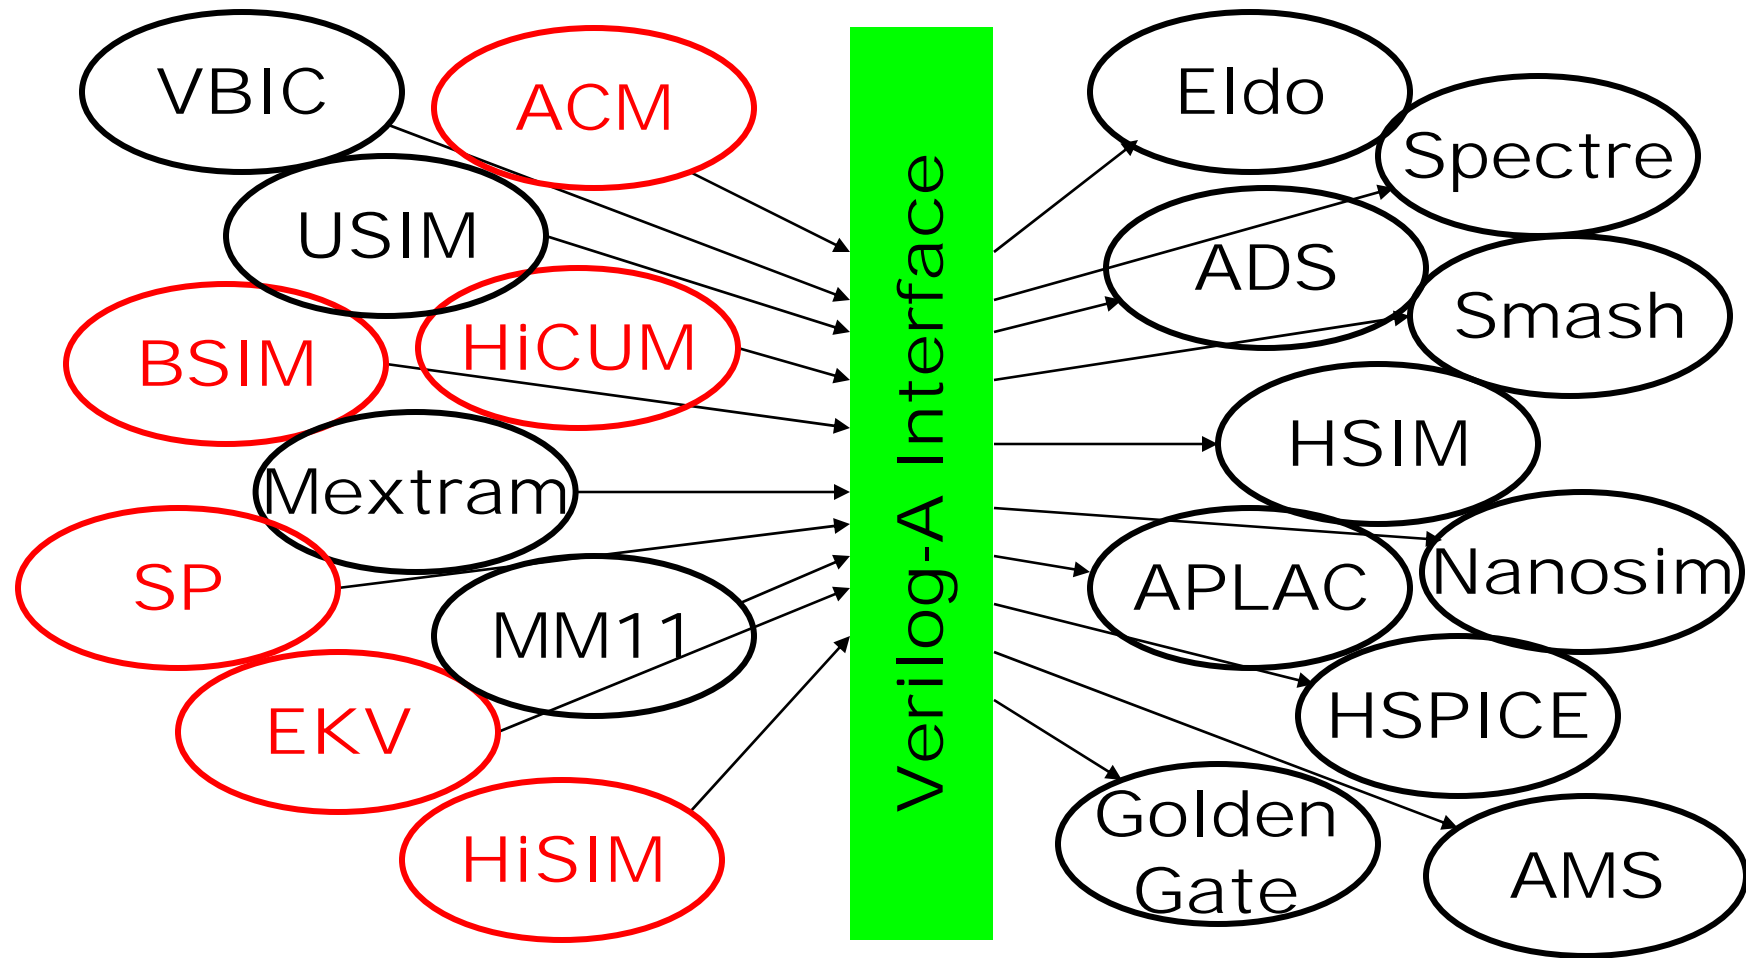 VBIC
ACM
USIM
BSIM
HiCUM
Mextram
SP
MM11
EKV
HiSIM
Verilog-A Interface
Eldo
Spectre
ADS
Smash
HSIM
Nanosim
APLAC
HSPICE
Golden
Gate
AMS